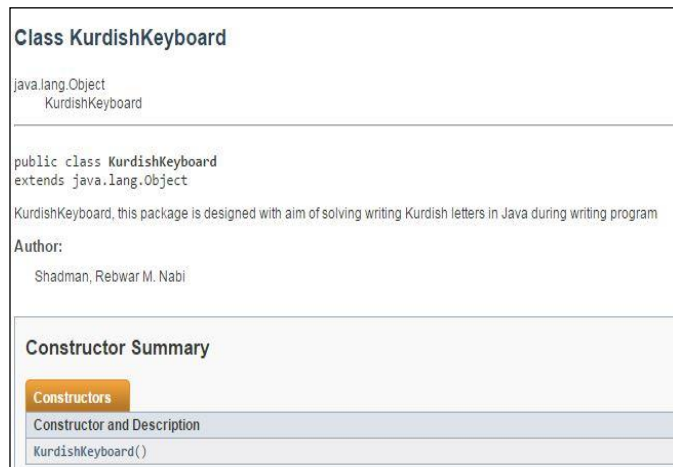 Class KurdishKeyboard
java.lang.Object
KurdishKeyboard
public class KurdishKeyboard
extends java.lang.Object
KurdishKeyboard, this package is designed with aim of solving writing Kurdish letters in Java during writing program
Author:
Shadman, Rebwar M. Nabi
Constructor Summary
Constructors
Constructor and Description
KurdishKeyboard()